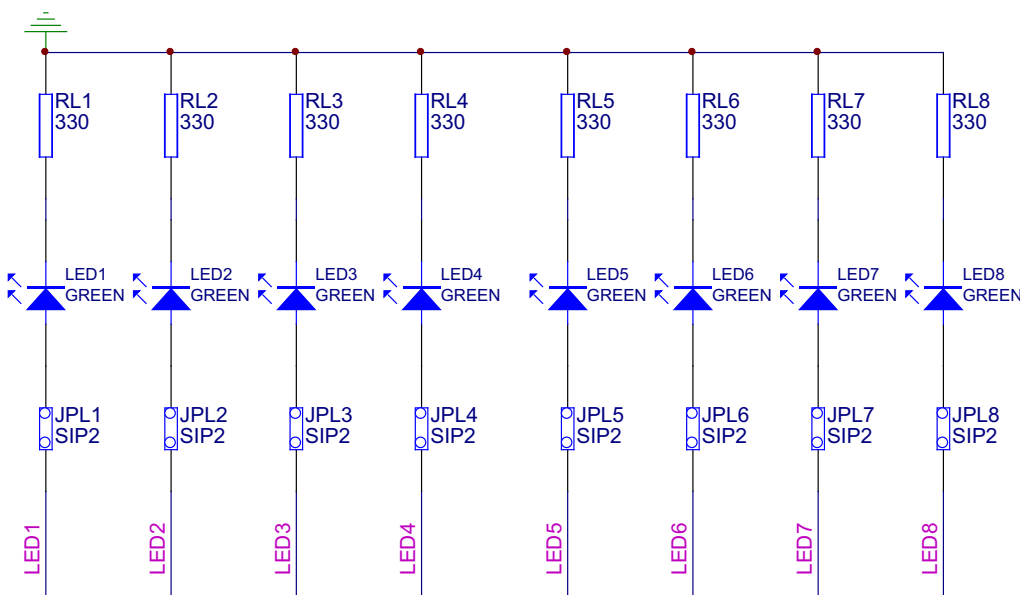 RL1
330
RL2
330
RL3
330
RL4
330
RL5
330
RL6
330
RL7
330
RL8
330
LED1
GREEN
LED2
GREEN
LED3
GREEN
LED4
GREEN
LED5
GREEN
LED6
GREEN
LED7
GREEN
LED8
GREEN
JPL1
SIP2
JPL2
SIP2
JPL3
SIP2
JPL4
SIP2
JPL5
SIP2
JPL6
SIP2
JPL7
SIP2
JPL8
SIP2
LED1
LED2
LED3
LED4
LED5
LED6
LED7
LED8